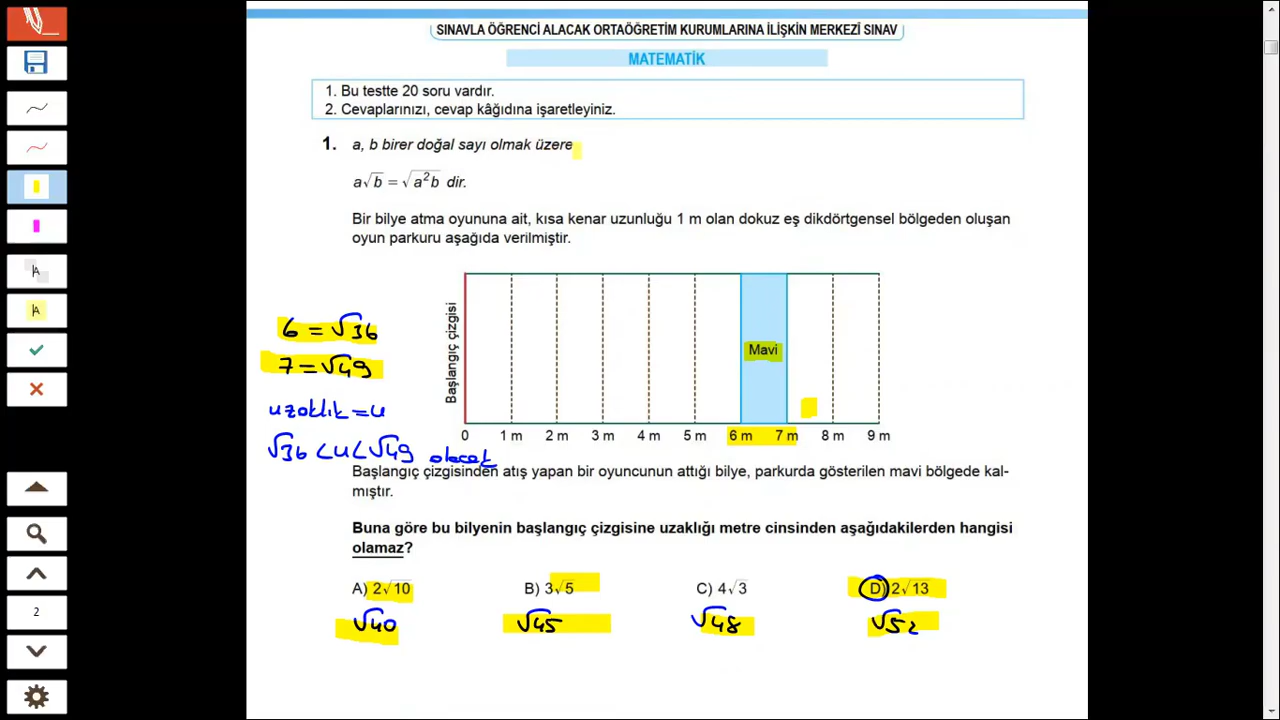 SINAVLA ÖĞRENCİ ALACAK ORTAÖĞRETİM KURUMLARINA İLİŞKİN MERKEZÎ SINAV
MATEMATİK
1. Bu testte 20 soru vardır.
2. Cevaplarınızı, cevap kâğıdına işaretleyiniz.
1. a, b birer doğal sayı olmak üzere
a√b = √a²b dir.
Bir bilye atma oyununa ait, kısa kenar uzunluğu 1 m olan dokuz eş dikdörtgensel bölgeden oluşan
oyun parkuru aşağıda verilmiştir.
Başlangıç çizgisi
Mavi
0 1 m 2 m 3 m 4 m 5 m 6 m 7 m 8 m 9 m
6 = √36
7 = √49
uzaklık = u
√36 < u < √49 olacak
Başlangıç çizgisinden atış yapan bir oyuncunun attığı bilye, parkurda gösterilen mavi bölgede kal-
mıştır.
Buna göre bu bilyenin başlangıç çizgisine uzaklığı metre cinsinden aşağıdakilerden hangisi
olamaz?
A) 2√10 B) 3√5 C) 4√3 D) 2√13
√40 √45 √48 √52
A
A
2